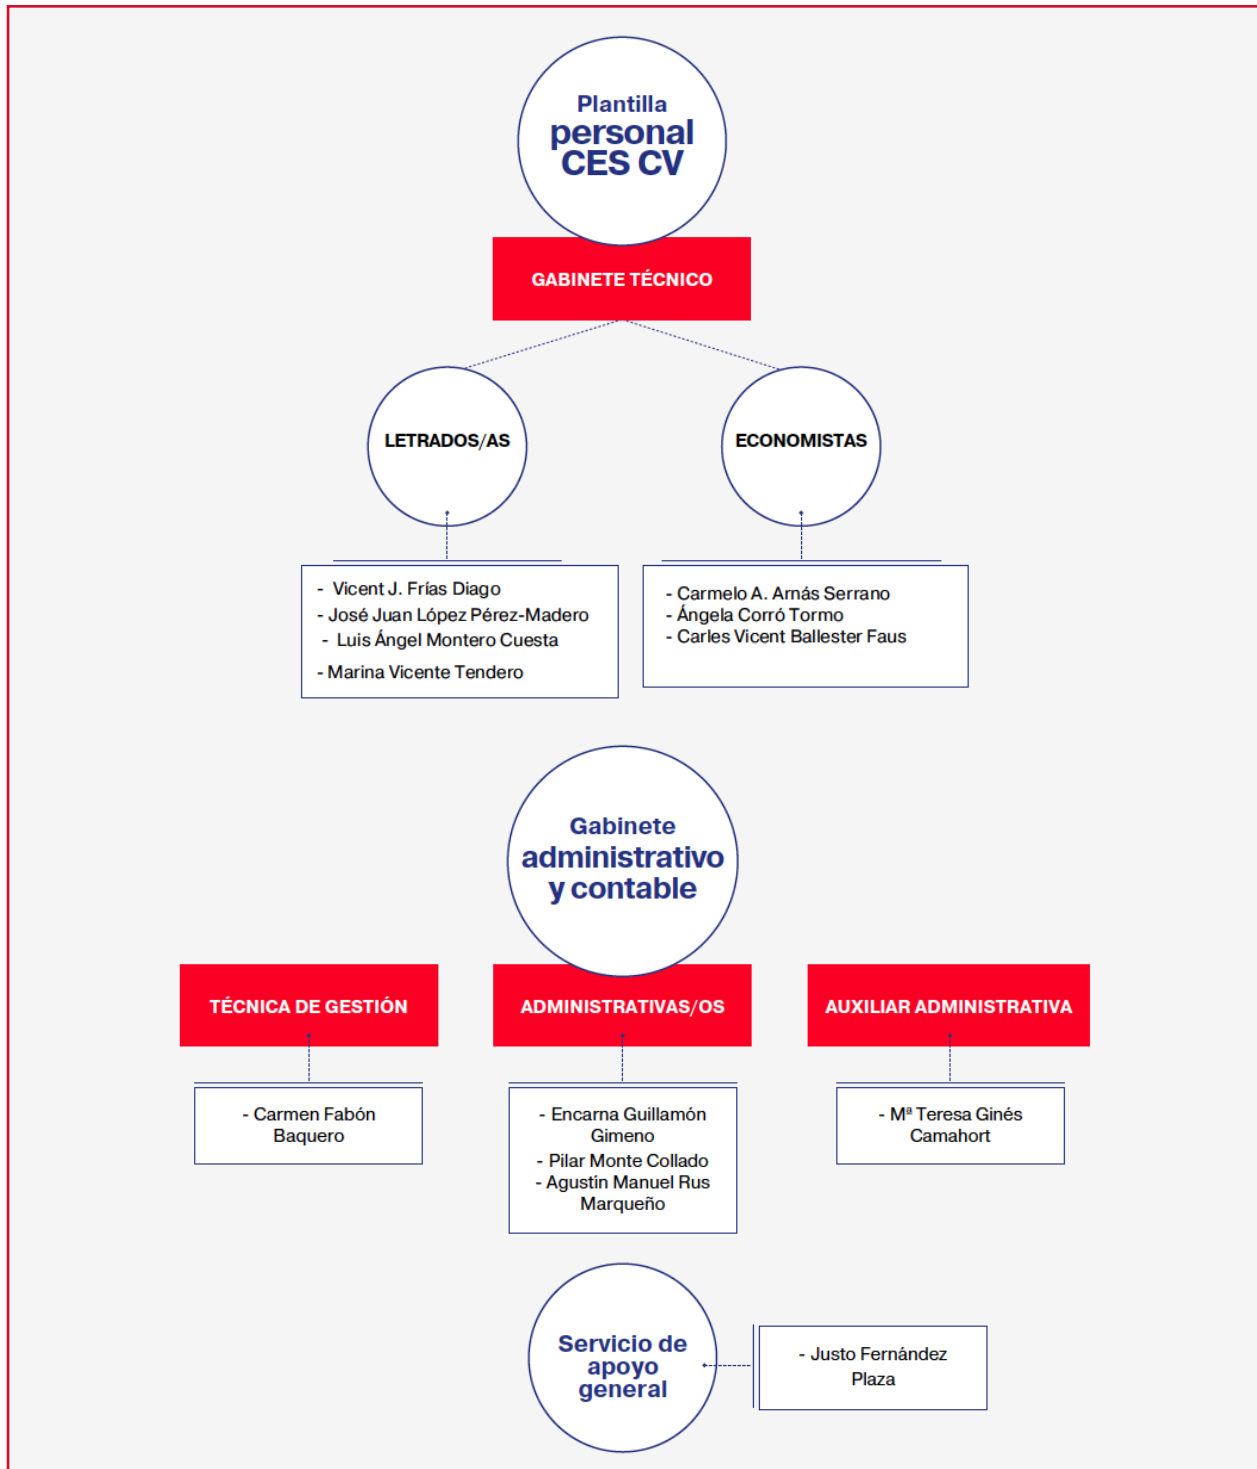 Plantilla
personal
CES CV
GABINETE TÉCNICO
LETRADOS/AS
- Vicent J. Frías Diago
- José Juan López Pérez-Madero
- Luis Ángel Montero Cuesta
- Marina Vicente Tendero
ECONOMISTAS
- Carmelo A. Arnás Serrano
- Ángela Corró Tormo
- Carles Vicent Ballester Faus
Gabinete
administrativo
y contable
TÉCNICA DE GESTIÓN
- Carmen Fabón
Baquero
ADMINISTRATIVAS/OS
- Encarna Guillamón
Gimeno
- Pilar Monte Collado
- Agustin Manuel Rus
Marqueño
AUXILIAR ADMINISTRATIVA
- Mª Teresa Ginés
Camahort
Servicio de
apoyo
general
- Justo Fernández
Plaza